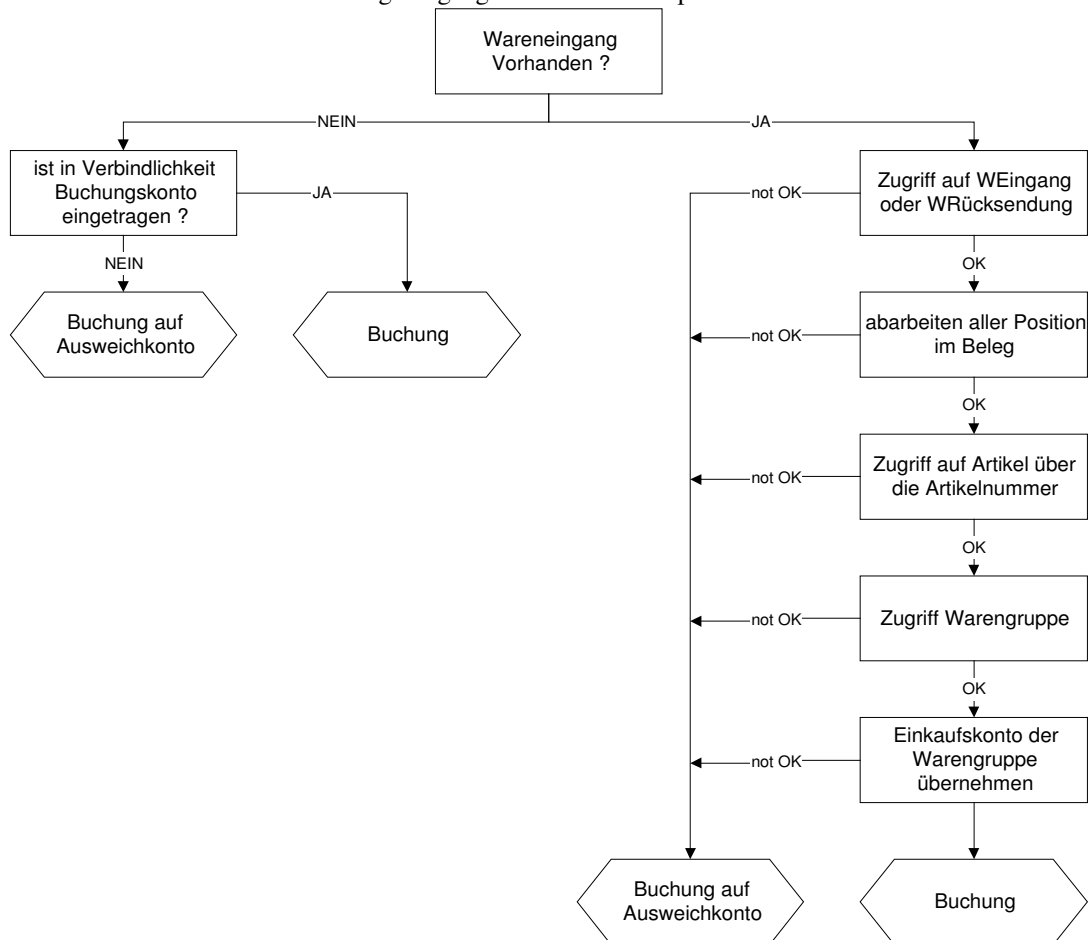 Wareneingang
Vorhanden ?
NEIN
JA
ist in Verbindlichkeit
Buchungskonto
eingetragen ?
JA
NEIN
Buchung auf
Ausweichkonto
Buchung
Zugriff auf WEingang
oder WRücksendung
not OK
OK
abarbeiten aller Position
im Beleg
not OK
OK
Zugriff auf Artikel über
die Artikelnummer
not OK
OK
Zugriff Warengruppe
not OK
OK
Einkaufskonto der
Warengruppe
übernehmen
not OK
Buchung auf
Ausweichkonto
Buchung